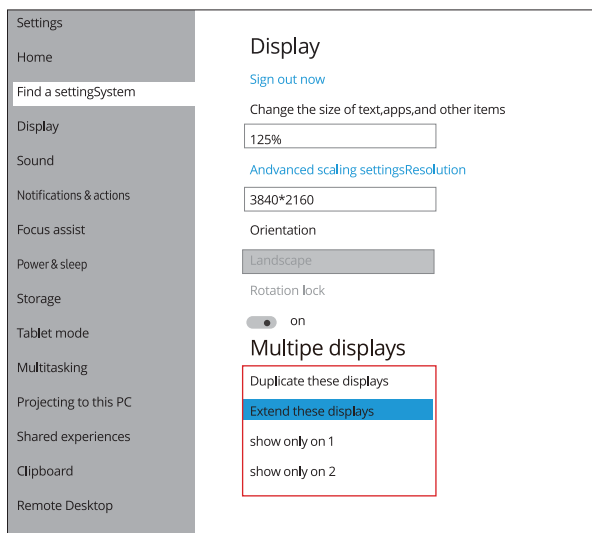 Settings
Home
Find a settingSystem
Display
Sound
Notifications & actions
Focus assist
Power & sleep
Storage
Tablet mode
Multitasking
Projecting to this PC
Shared experiences
Clipboard
Remote Desktop
Display
Sign out now
Change the size of text,apps,and other items
125%
Andvanced scaling settingsResolution
3840*2160
Orientation
Landscape
Rotation lock
on
Multipe displays
Duplicate these displays
Extend these displays
show only on 1
show only on 2